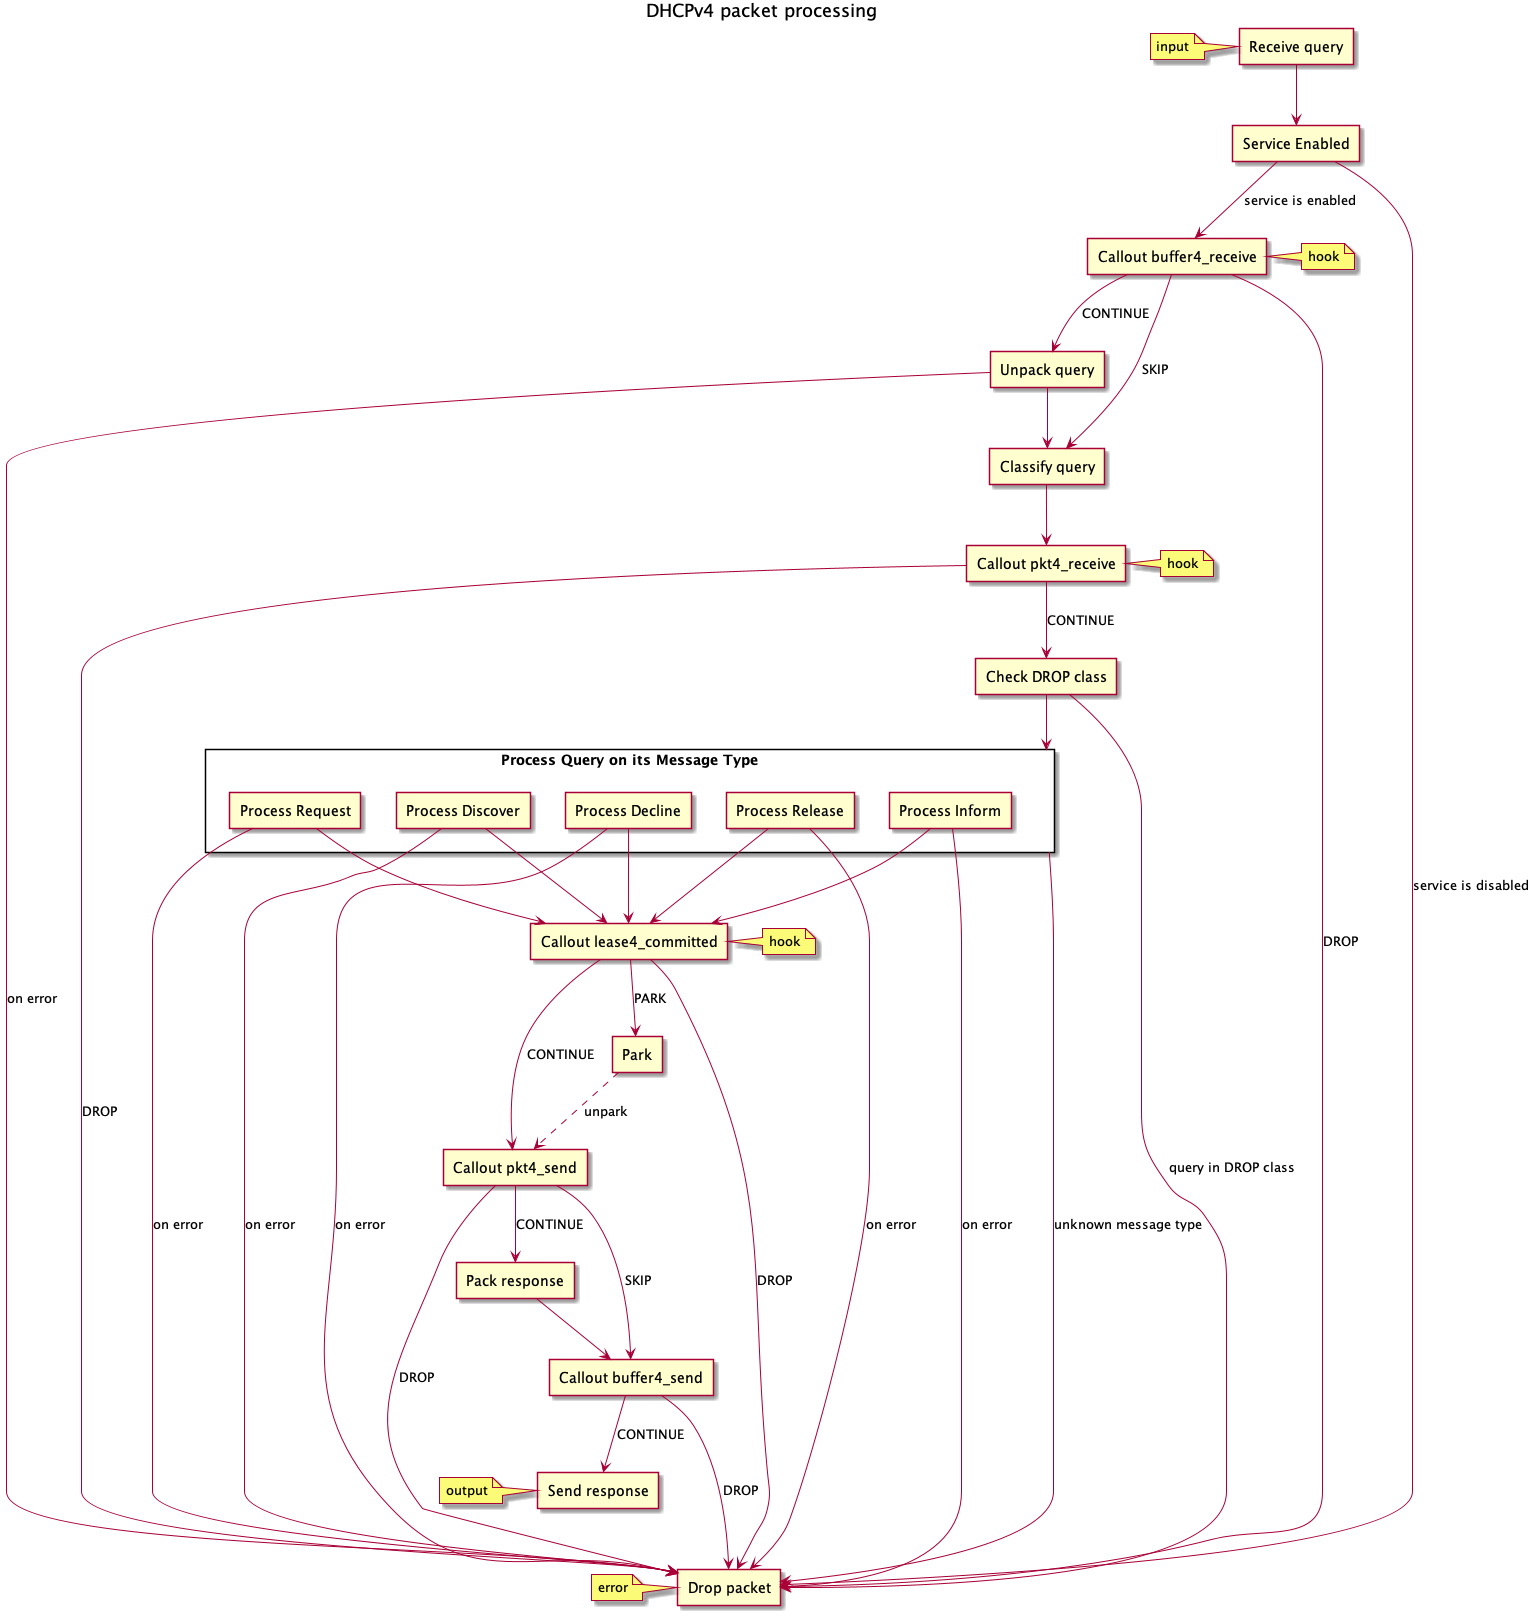 DHCPv4 packet processing
input
Receive query
Service Enabled
service is enabled
Callout buffer4_receive
hook
CONTINUE
Unpack query
SKIP
Classify query
Callout pkt4_receive
hook
CONTINUE
Check DROP class
Process Query on its Message Type
Process Request
Process Discover
Process Decline
Process Release
Process Inform
service is disabled
Callout lease4_committed
hook
DROP
on error
PARK
CONTINUE
Park
DROP
unpark
Callout pkt4_send
query in DROP class
on error
on error
on error
CONTINUE
on error
on error
unknown message type
Pack response
SKIP
DROP
DROP
Callout buffer4_send
CONTINUE
output
Send response
DROP
error
Drop packet